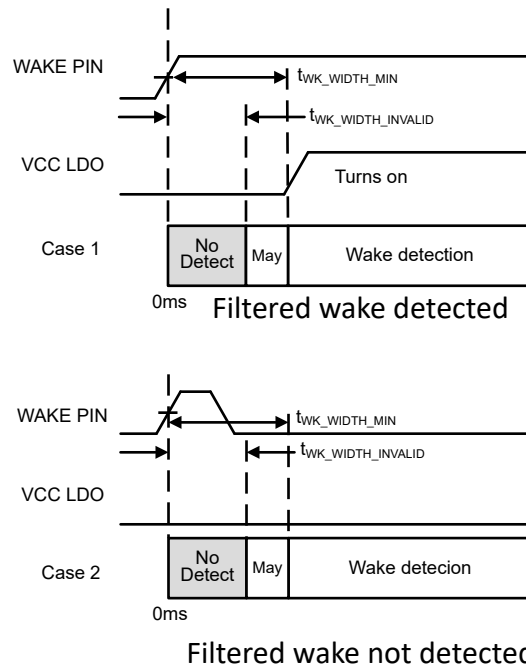 WAKE PIN
tWK_WIDTH_MIN
tWK_WIDTH_INVALID
VCC LDO
Turns on
Case 1
No
Detect
May
Wake detection
0ms
Filtered wake detected
WAKE PIN
tWK_WIDTH_MIN
tWK_WIDTH_INVALID
VCC LDO
Case 2
No
Detect
May
Wake detecion
0ms
Filtered wake not detected